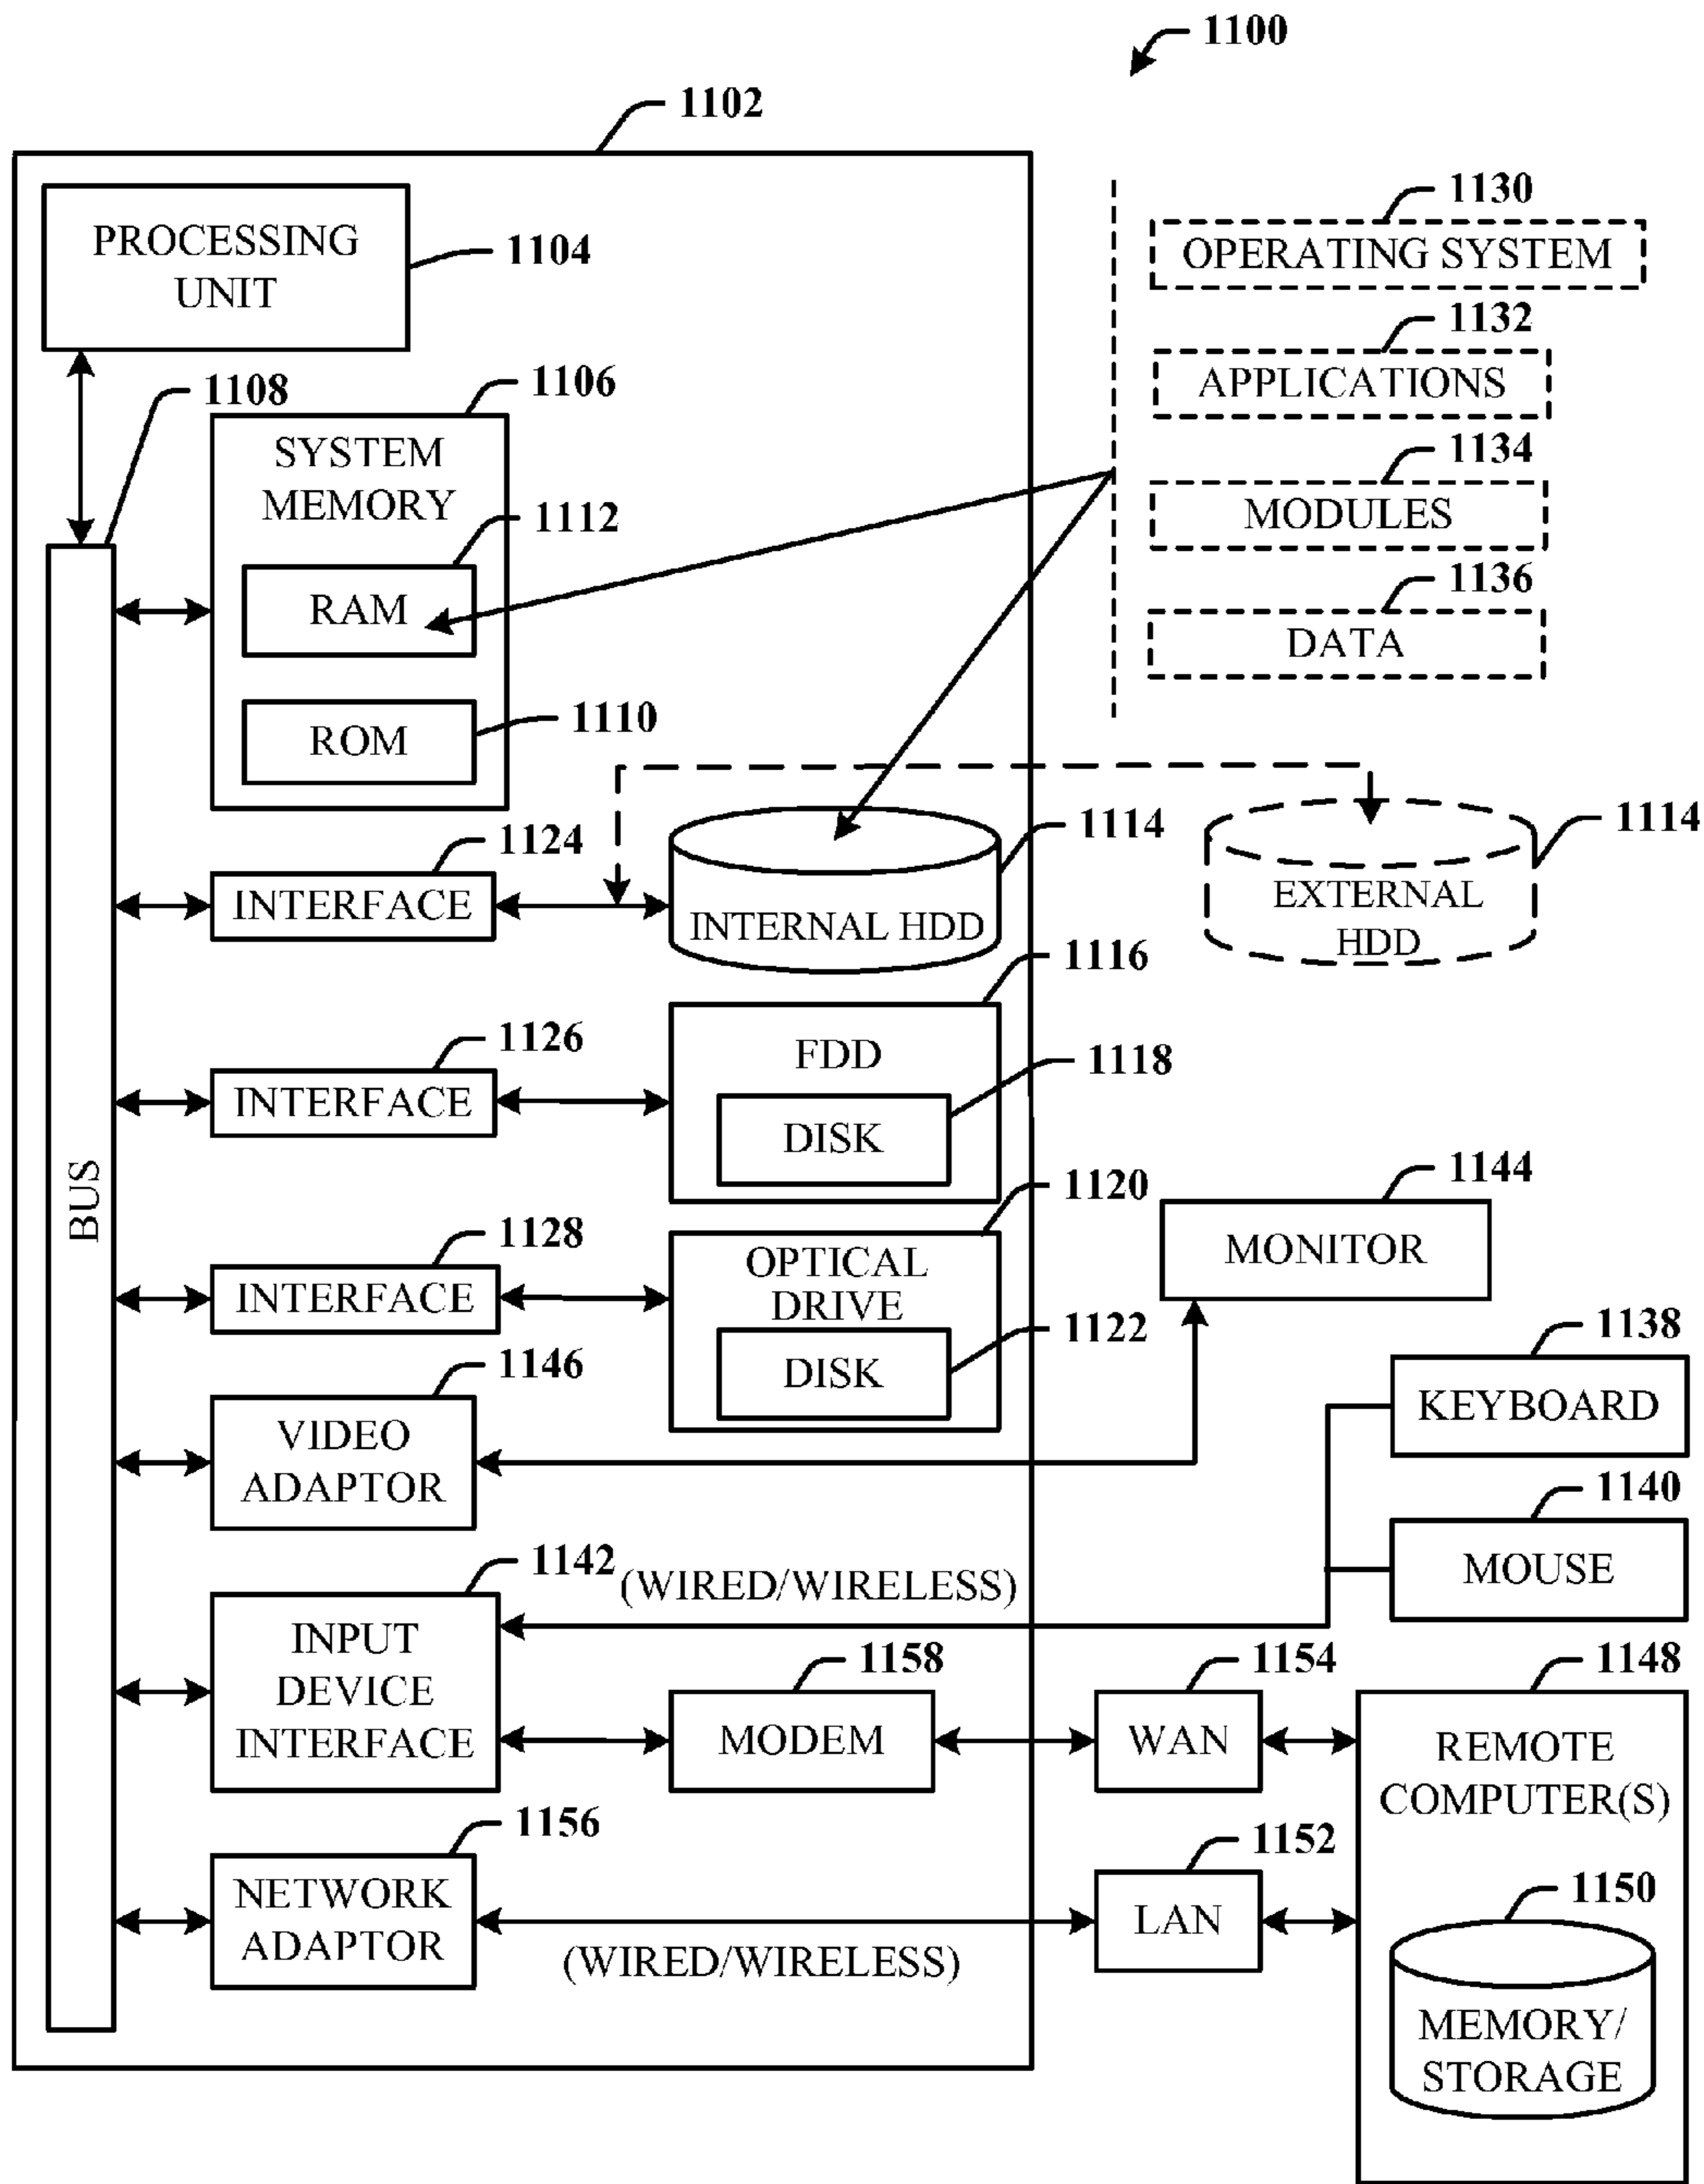 1100
1102
PROCESSING
UNIT
1104
1130
OPERATING SYSTEM
1132
APPLICATIONS
1134
MODULES
1136
DATA
1108
1106
SYSTEM
MEMORY
1112
RAM
1110
ROM
1124
INTERFACE
1114
INTERNAL HDD
1114
EXTERNAL
HDD
1116
FDD
1126
INTERFACE
1118
DISK
BUS
1120
OPTICAL
DRIVE
1128
INTERFACE
1122
DISK
1144
MONITOR
1138
KEYBOARD
1146
VIDEO
ADAPTOR
1140
MOUSE
1142
(WIRED/WIRELESS)
INPUT
DEVICE
INTERFACE
1158
MODEM
1154
WAN
1148
REMOTE
COMPUTER(S)
1156
NETWORK
ADAPTOR
(WIRED/WIRELESS)
1152
LAN
1150
MEMORY/
STORAGE